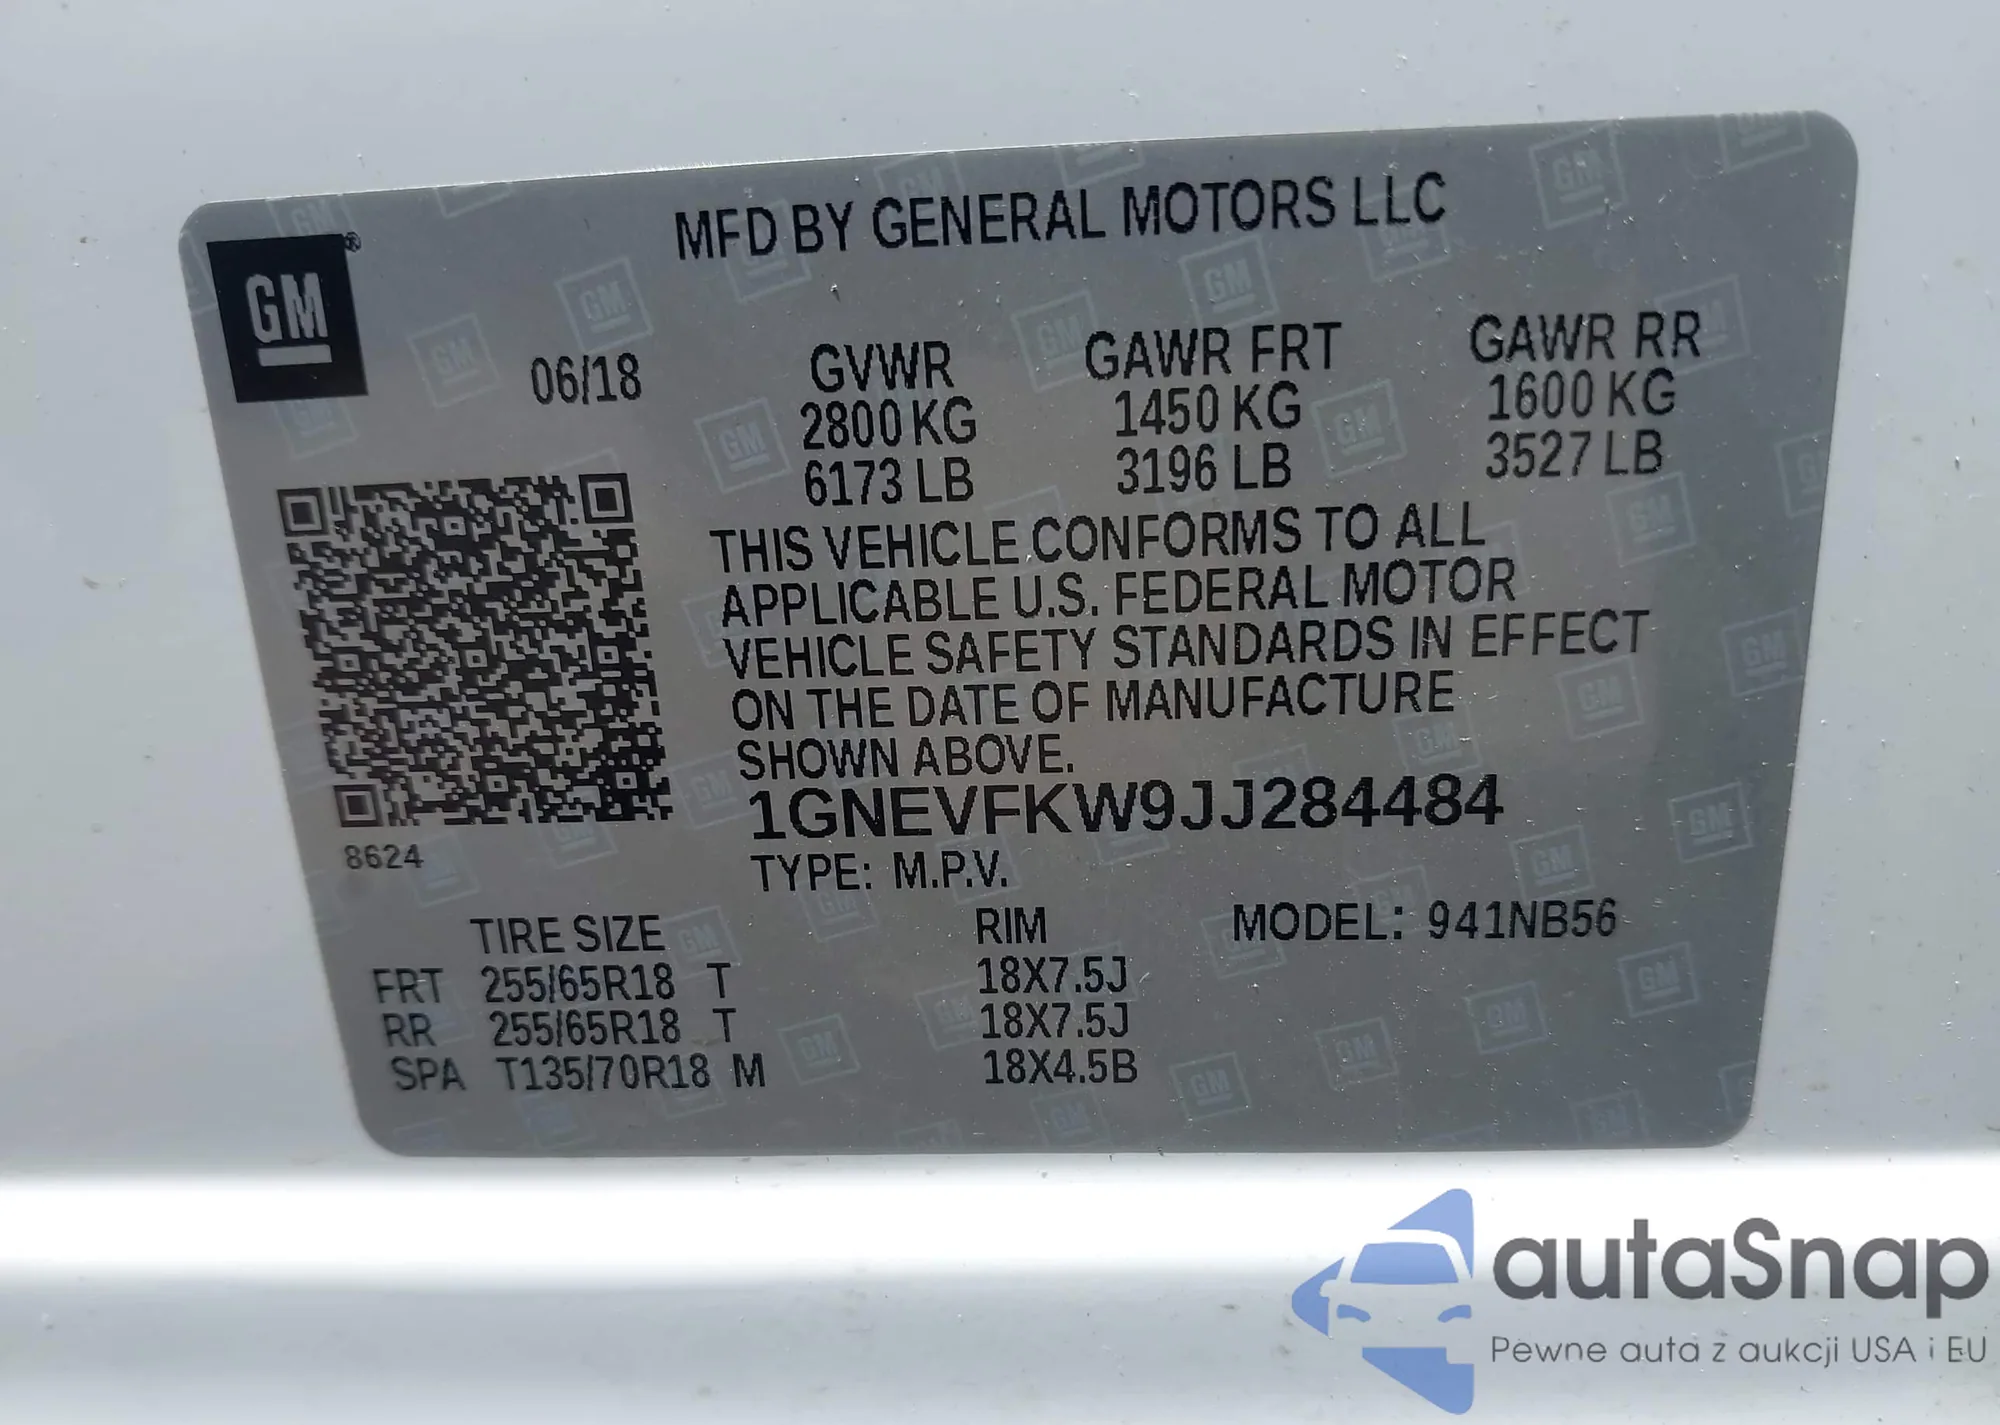 MFD BY GENERAL MOTORS LLC
GM®
06/18
GVWR GAWR FRT GAWR RR
2800 KG 1450 KG 1600 KG
6173 LB 3196 LB 3527 LB
THIS VEHICLE CONFORMS TO ALL
APPLICABLE U.S. FEDERAL MOTOR
VEHICLE SAFETY STANDARDS IN EFFECT
ON THE DATE OF MANUFACTURE
SHOWN ABOVE.
1GNEVFKW9JJ284484
8624
TYPE: M.P.V.
TIRE SIZE RIM MODEL: 941NB56
FRT 255/65R18 T 18X7.5J
RR 255/65R18 T 18X7.5J
SPA T135/70R18 M 18X4.5B
autaSnap
Pewne auta z aukcji USA i EU